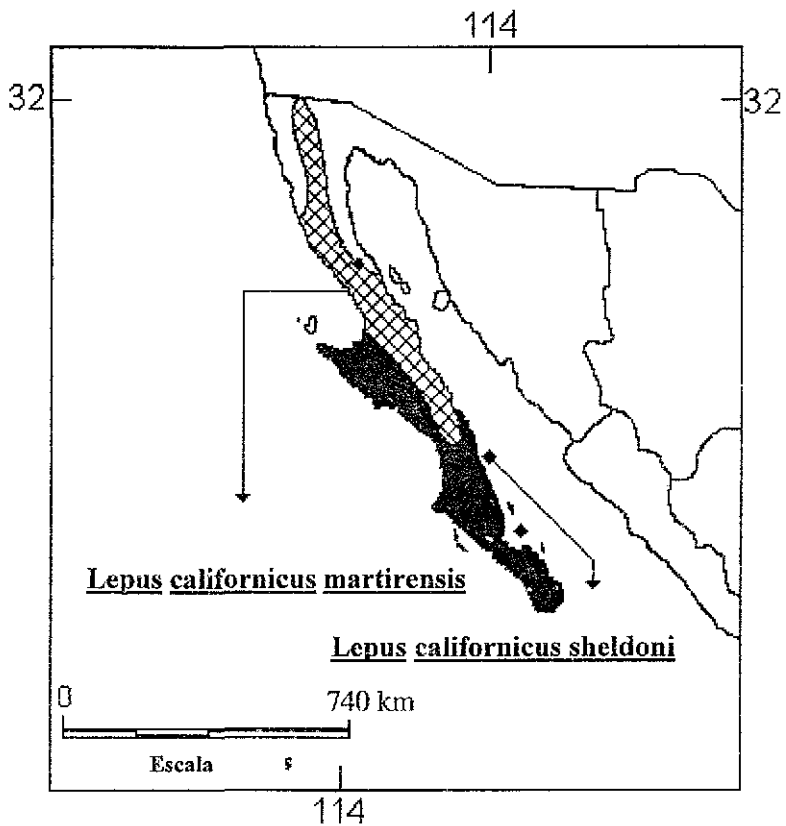 114
32 32
Lepus californicus martirensis
Lepus californicus sheldoni
0 740 km
Escala
114